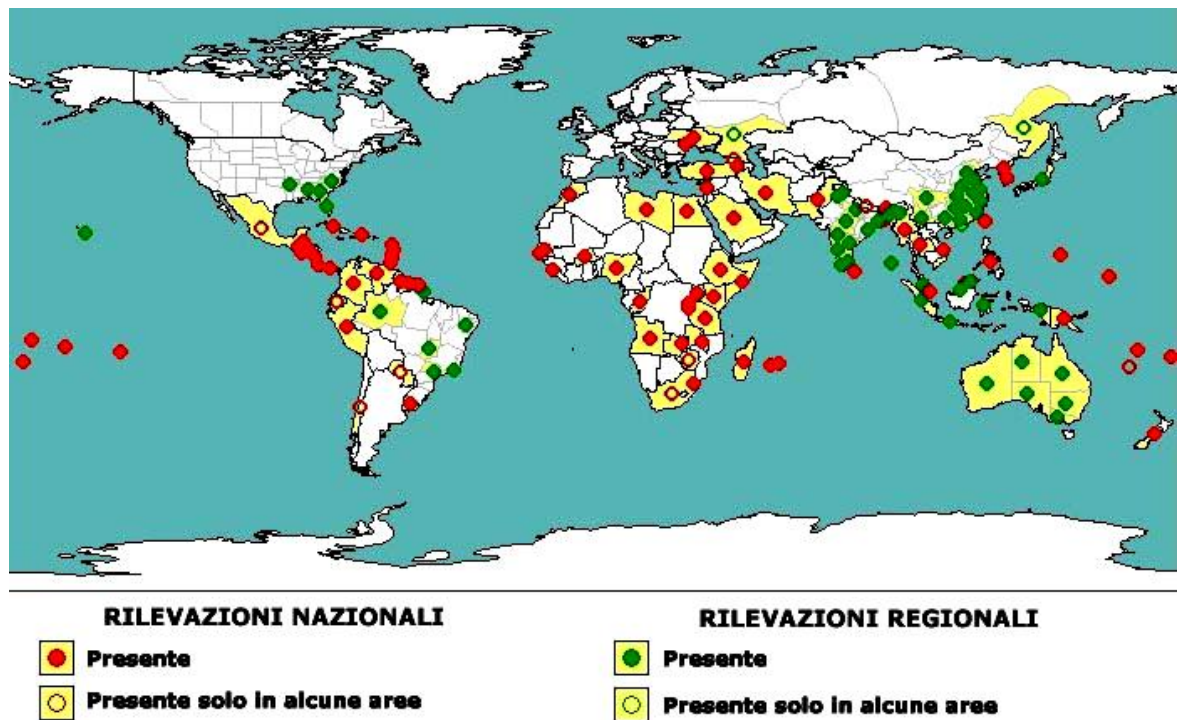 RILEVAZIONI NAZIONALI
Presente
Presente solo in alcune aree
RILEVAZIONI REGIONALI
Presente
Presente solo in alcune aree